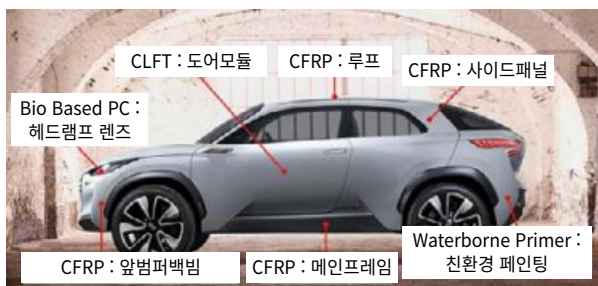 CLFT : 도어모듈
CFRP : 루프
CFRP : 사이드패널
Bio Based PC :
헤드램프 렌즈
Waterborne Primer :
친환경 페인팅
CFRP : 앞범퍼백빔
CFRP : 메인프레임